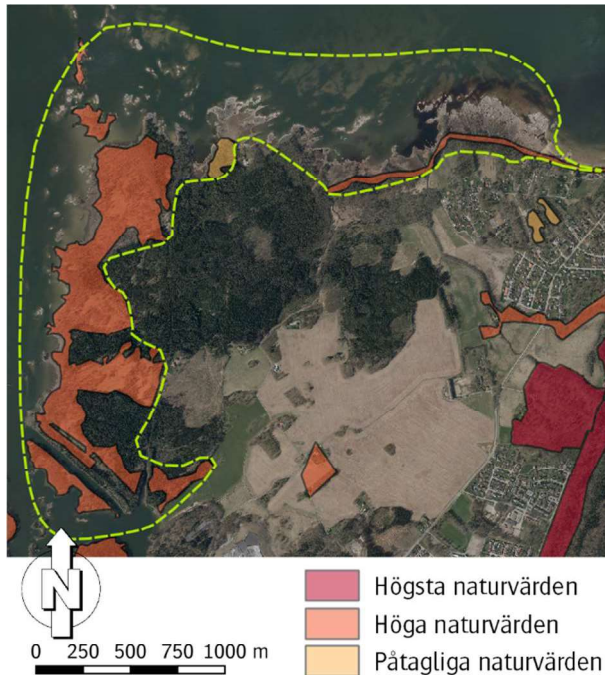 N
0 250 500 750 1000 m
Högsta naturvärden
Höga naturvärden
Påtagliga naturvärden